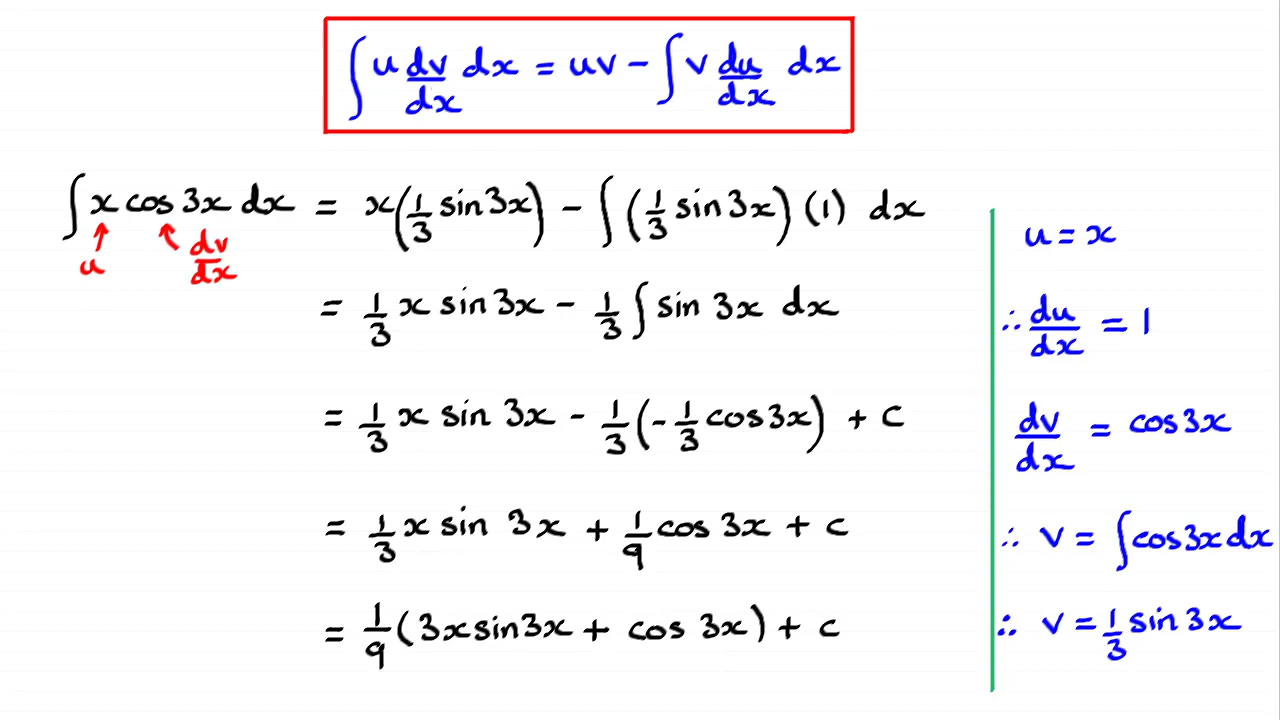 ∫ u dv/dx dx = uv − ∫ v du/dx dx
∫ x cos 3x dx = x(1/3 sin 3x) − ∫ (1/3 sin 3x) (1) dx
u dv/dx
= 1/3 x sin 3x − 1/3 ∫ sin 3x dx
= 1/3 x sin 3x − 1/3 (− 1/3 cos 3x) + c
= 1/3 x sin 3x + 1/9 cos 3x + c
= 1/9 (3x sin 3x + cos 3x) + c
u = x
∴ du/dx = 1
dv/dx = cos 3x
∴ v = ∫ cos 3x dx
∴ v = 1/3 sin 3x